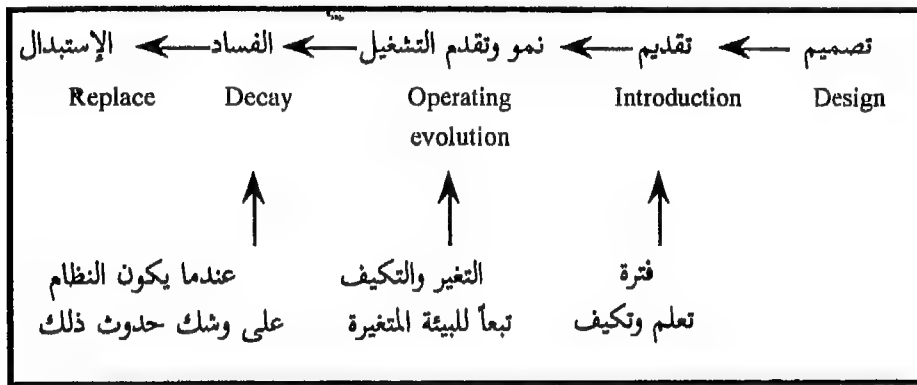 تصميم
تقديم
نمو وتقدم التشغيل
الفساد
الإستبدال
Design
Introduction
Operating
evolution
Decay
Replace
فترة
تعلم وتكيف
التغير والتكيف
تبعاً للبيئة المتغيرة
عندما يكون النظام
على وشك حدوث ذلك